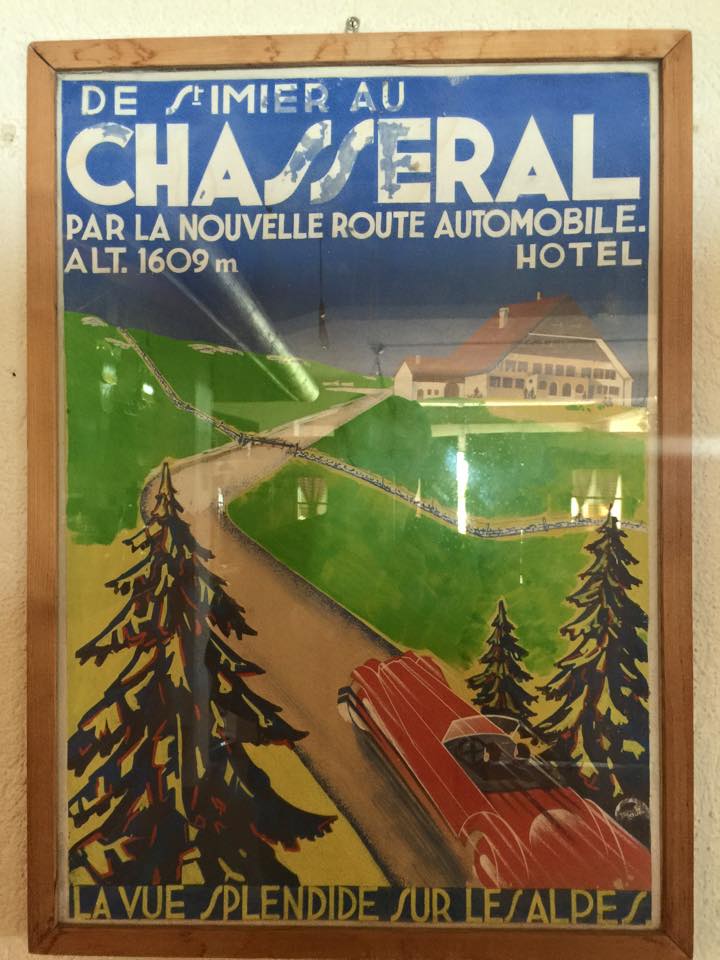 DE St IMIER AU
CHASSERAL
PAR LA NOUVELLE ROUTE AUTOMOBILE.
ALT. 1609 m HOTEL
LA VUE SPLENDIDE SUR LES ALPES.